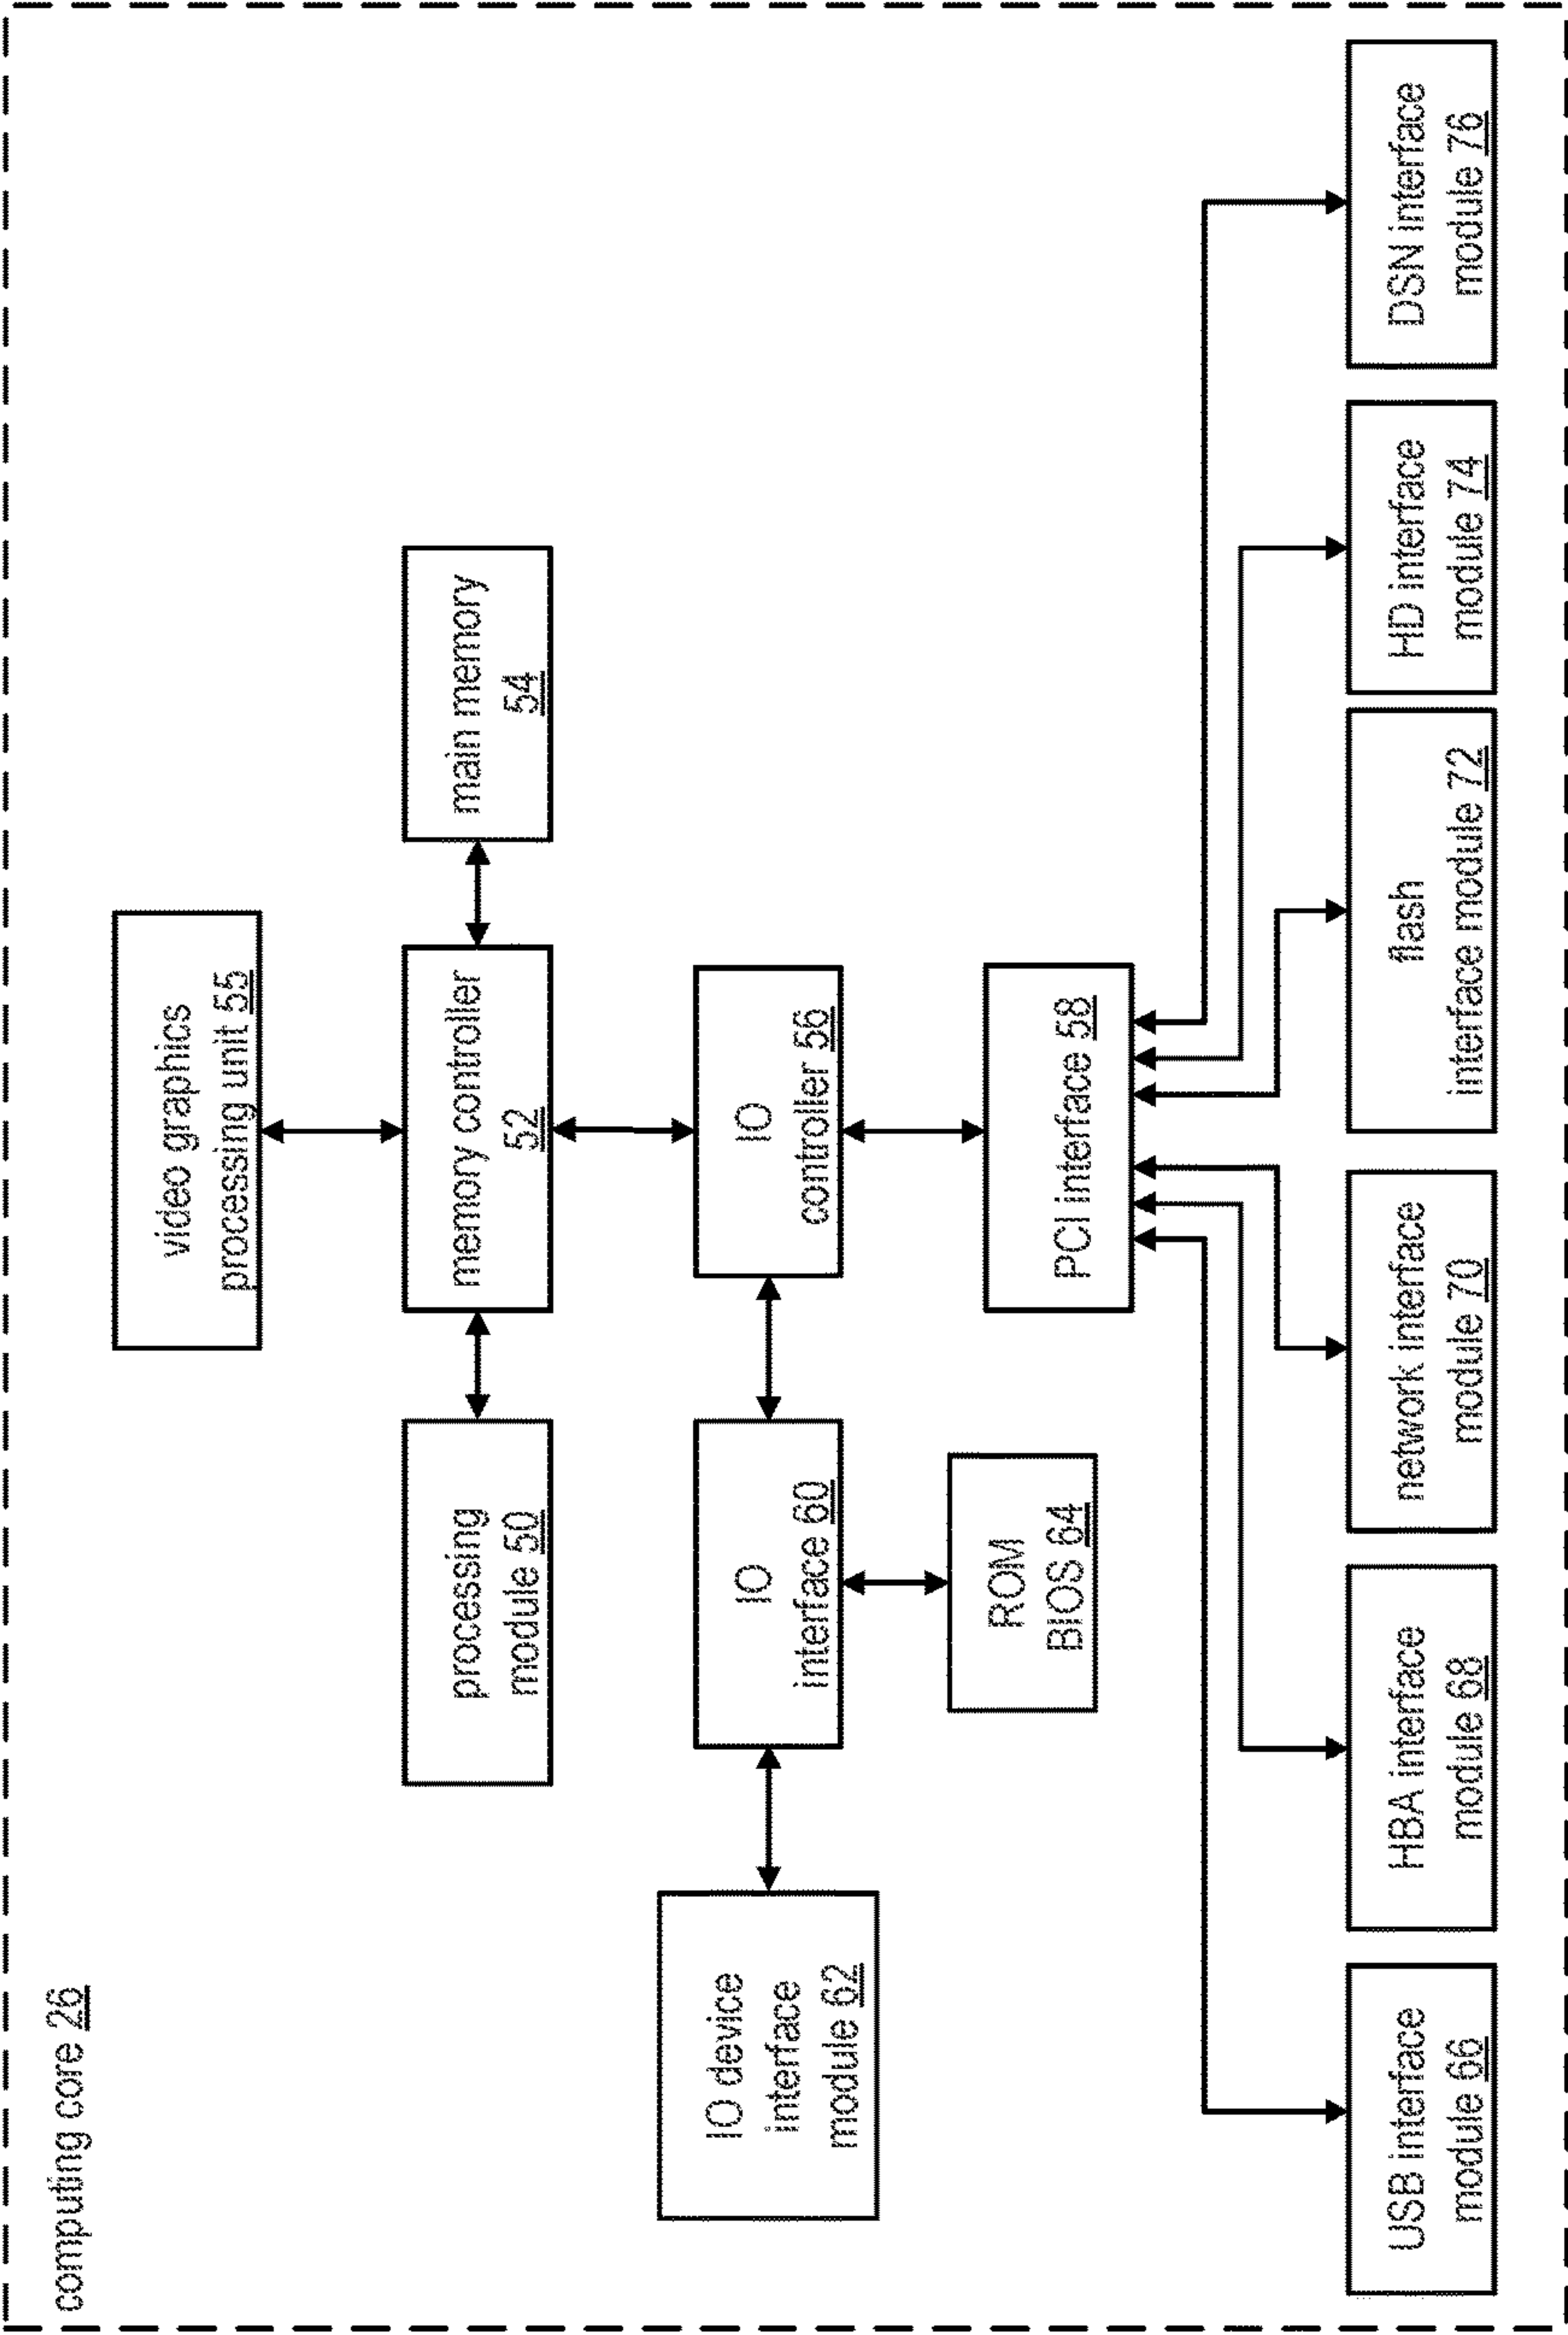 computing core 26
video graphics
processing unit 55
processing
module 50
memory controller
52
main memory
54
IO device
interface
module 62
IO
interface 60
IO
controller 56
ROM
BIOS 64
PCI interface 58
USB interface
module 66
HBA interface
module 68
network interface
module 70
flash
interface module 72
HD interface
module 74
DSN interface
module 76